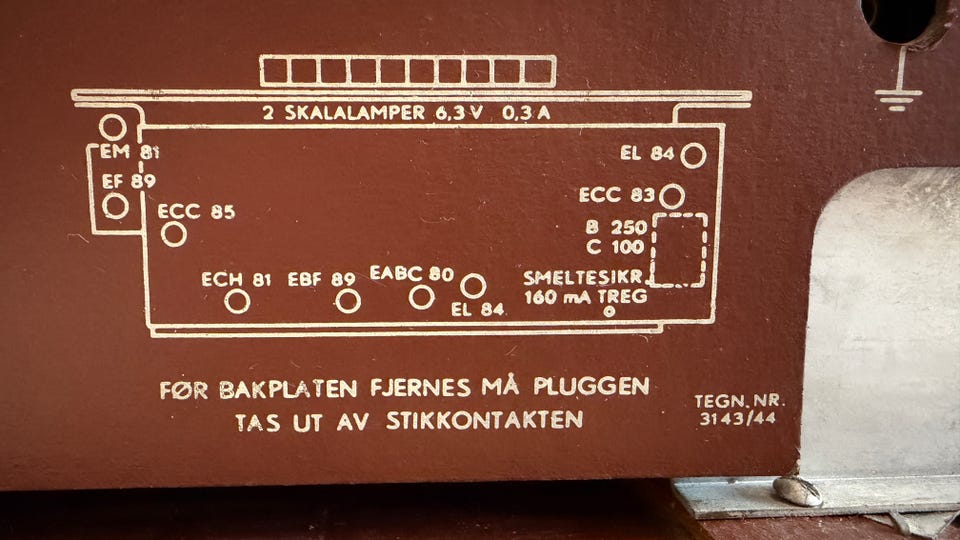 2 SKALALAMPER 6,3 V 0,3 A
EM 81
EL 84
EF 89
ECC 83
ECC 85
B 250
C 100
ECH 81
EBF 89
EABC 80
SMELTESIKR.
160 mA TREG
EL 84
FØR BAKPLATEN FJERNES MÅ PLUGGEN
TAS UT AV STIKKONTAKTEN
TEGN. NR.
3143/44